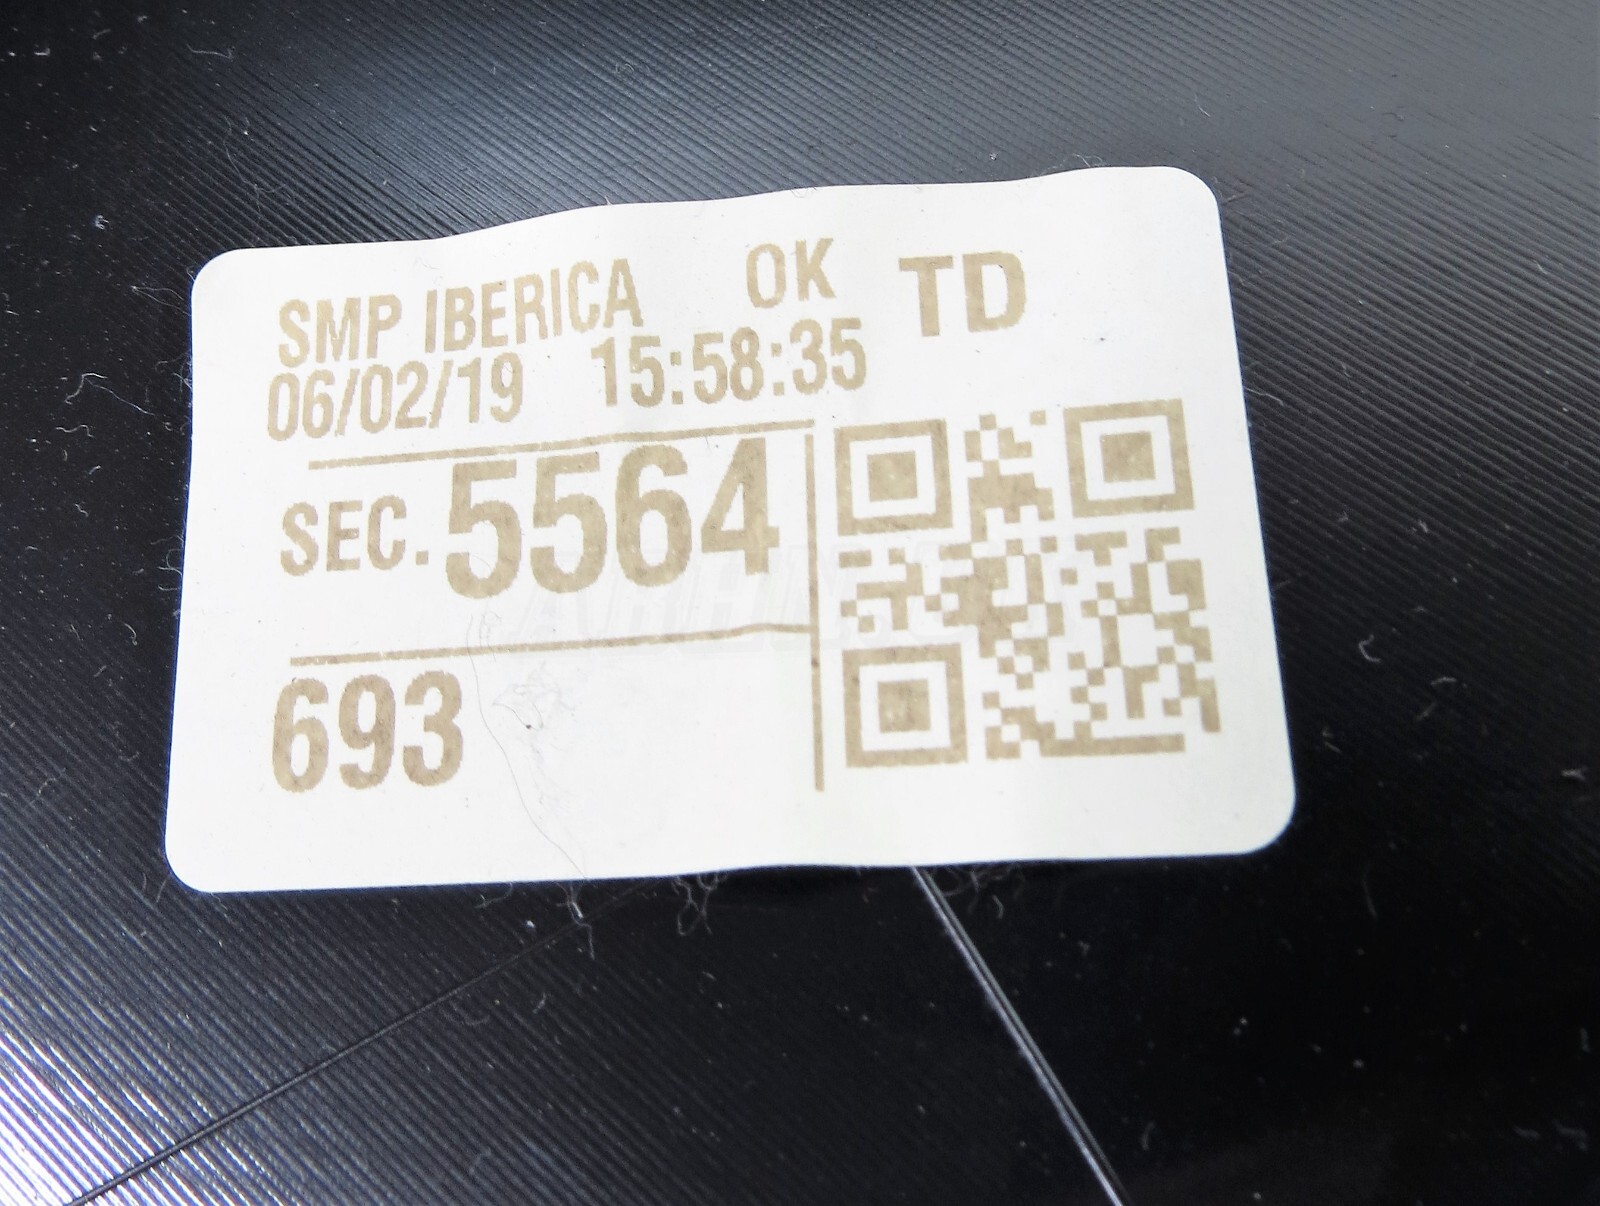 SMP IBERICA OK TD
06/02/19 15:58:35
SEC. 5564
693